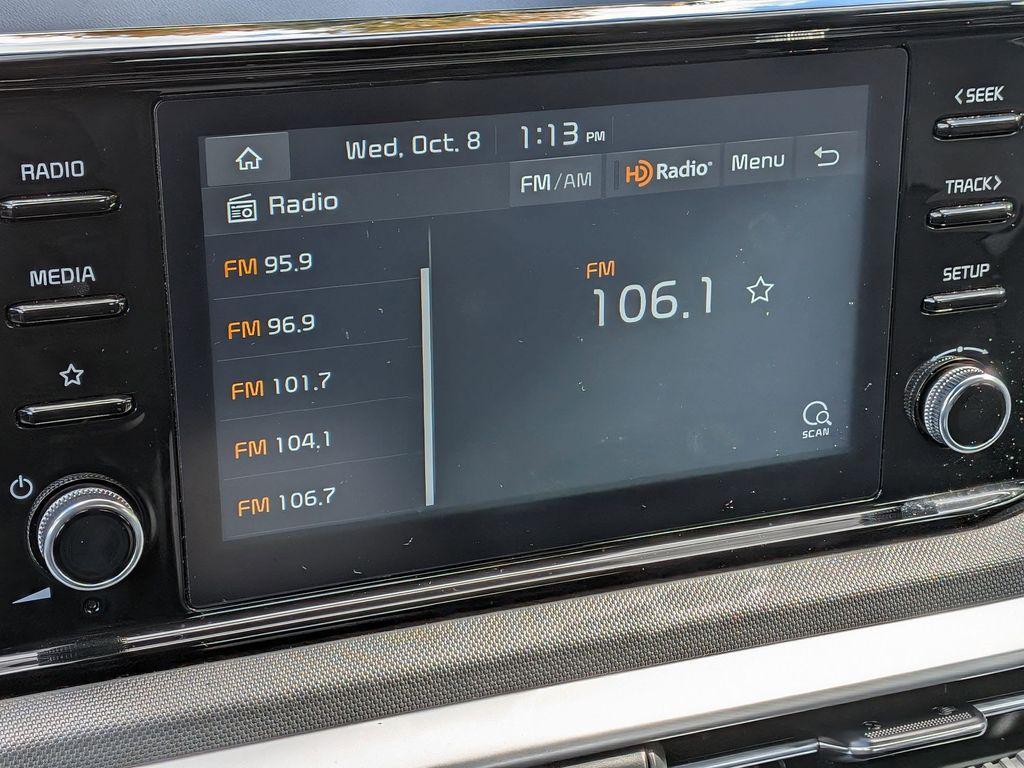 RADIO
MEDIA
Wed, Oct. 8 1:13 PM
Radio
FM/AM
HD Radio®
Menu
FM 95.9
FM 96.9
FM 101.7
FM 104.1
FM 106.7
FM
106.1
SCAN
< SEEK
TRACK >
SETUP